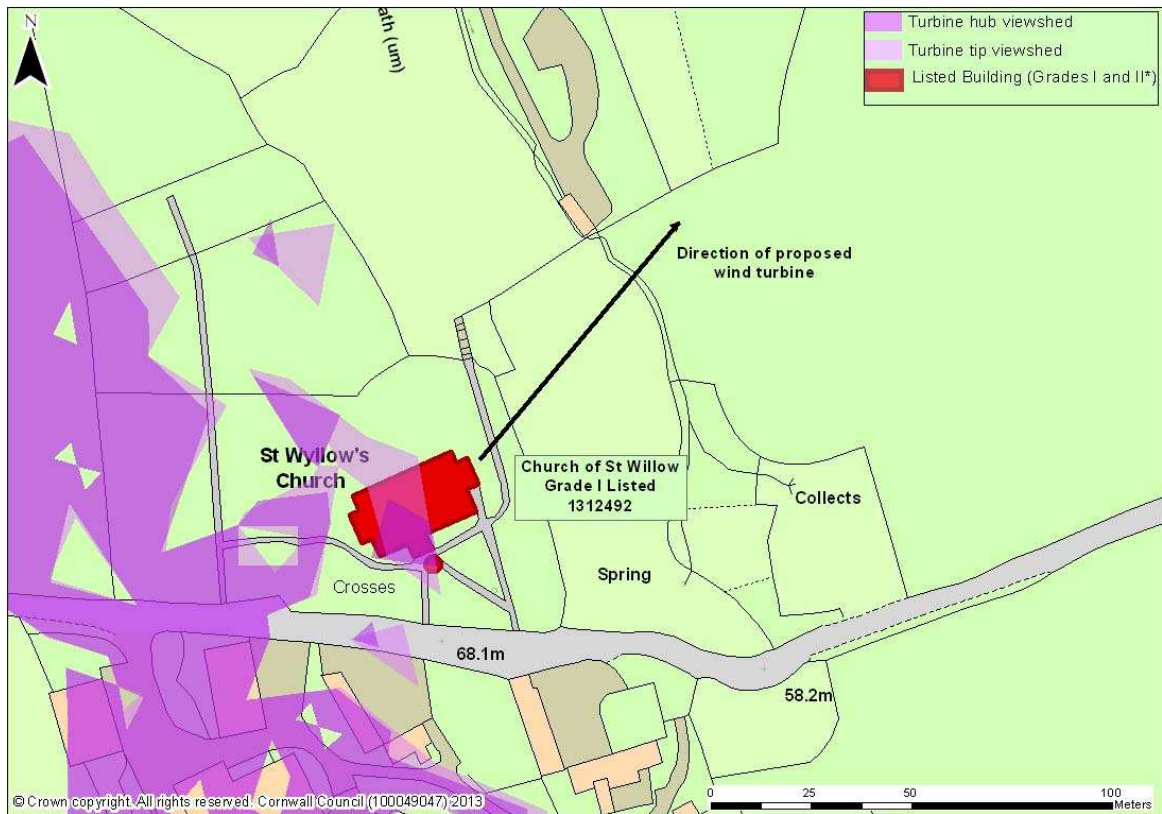 N
ath (um)
Turbine hub viewshed
Turbine tip viewshed
Listed Building (Grades I and II*)
Direction of proposed
wind turbine
St Wyllow's
Church
Church of St Willow
Grade I Listed
1312492
Collects
Spring
Crosses
68.1m
58.2m
© Crown copyright. All rights reserved. Cornwall Council (100049047) 2013
0 25 50 100
Meters